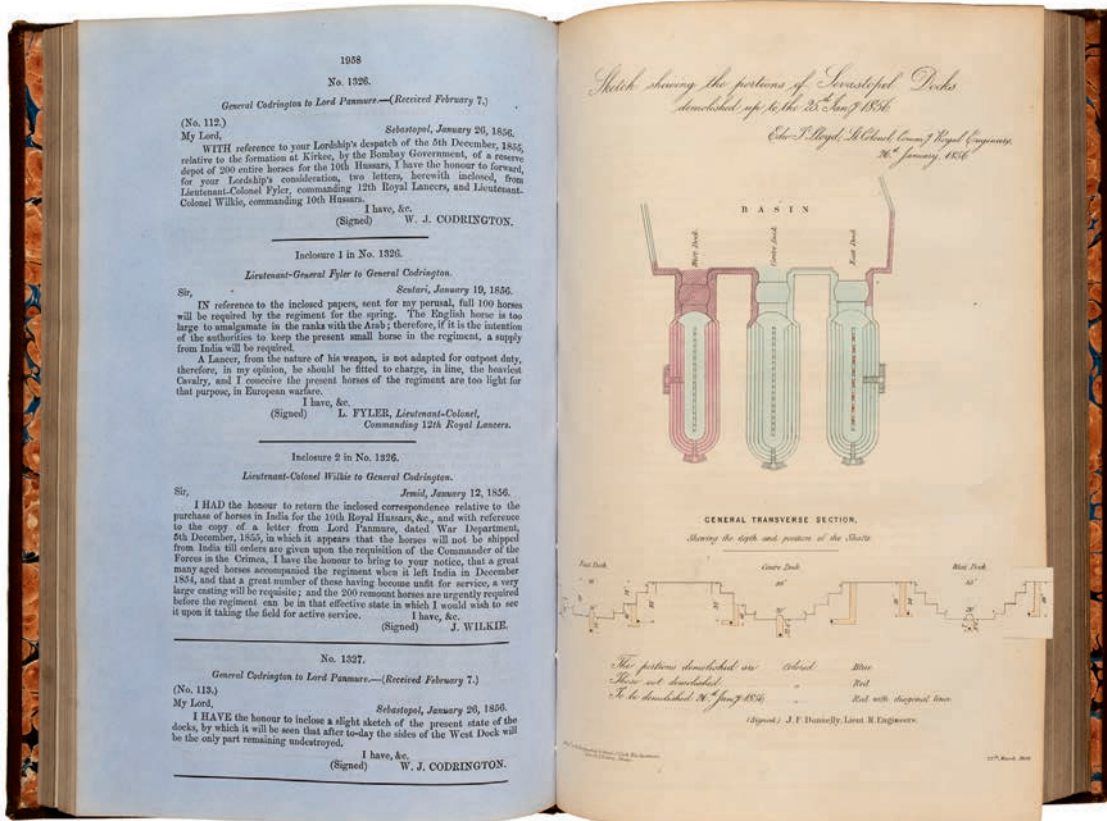 1958
No. 1326.
General Codrington to Lord Panmure.—(Received February 7.)
(No. 112.)
My Lord, Sebastopol, January 26, 1856.
WITH reference to your Lordship's despatch of the 5th December, 1855,
relative to the formation at Kirkee, by the Bombay Government, of a reserve
depot of 200 entire horses for the 10th Hussars, I have the honour to forward,
for your Lordship's consideration, two letters, herewith inclosed, from
Lieutenant-Colonel Fyler, commanding 12th Royal Lancers, and Lieutenant-
Colonel Wilkie, commanding 10th Hussars.
I have, &c.
(Signed) W. J. CODRINGTON.
Inclosure 1 in No. 1326.
Lieutenant-General Fyler to General Codrington.
Sir, Scutari, January 19, 1856.
IN reference to the inclosed papers, sent for my perusal, full 100 horses
will be required by the regiment for the spring. The English horse is too
large to amalgamate in the ranks with the Arab; therefore, if it is the intention
of the authorities to keep the present small horse in the regiment, a supply
from India will be required.
A Lancer, from the nature of his weapon, is not adapted for outpost duty,
therefore, in my opinion, he should be fitted to charge, in line, the heaviest
Cavalry, and I conceive the present horses of the regiment are too light for
that purpose, in European warfare.
I have, &c.
(Signed) L. FYLER, Lieutenant-Colonel,
Commanding 12th Royal Lancers.
Inclosure 2 in No. 1326.
Lieutenant-Colonel Wilkie to General Codrington.
Sir, Jemid, January 12, 1856.
I HAD the honour to return the inclosed correspondence relative to the
purchase of horses in India for the 10th Royal Hussars, &c., and with reference
to the copy of a letter from Lord Panmure, dated War Department,
5th December, 1855, in which it appears that the horses will not be shipped
from India till orders are given upon the requisition of the Commander of the
Forces in the Crimea, I have the honour to bring to your notice, that a great
many aged horses accompanied the regiment when it left India in December
1854, and that a great number of these having become unfit for service, a very
large casting will be requisite; and the 200 remount horses are urgently required
before the regiment can be in that effective state in which I would wish to see
it upon it taking the field for active service. I have, &c.
(Signed) J. WILKIE.
No. 1327.
General Codrington to Lord Panmure.—(Received February 7.)
(No. 113.)
My Lord, Sebastopol, January 26, 1856.
I HAVE the honour to inclose a slight sketch of the present state of the
docks, by which it will be seen that after to-day the sides of the West Dock will
be the only part remaining undestroyed.
I have, &c.
(Signed) W. J. CODRINGTON.
Sketch shewing the portions of Sevastopol Docks
demolished up to the 25th Jany 1856.
Edw. T. Lloyd, Lt Colonel, Commg Royal Engineers,
26th January, 1856
BASIN
West Dock
Centre Dock
East Dock
GENERAL TRANSVERSE SECTION,
Shewing the depth and position of the Shafts
East Dock Centre Dock West Dock
The portions demolished are Colored Blue
Those not demolished " Red
To be demolished 26th Jany 1856 " Red with diagonal lines
(Signed) J. F. Donnelly, Lieut R. Engineers.
March